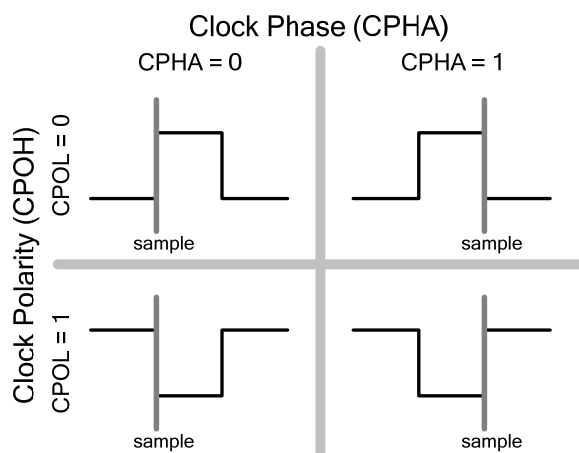 Clock Phase (CPHA)
CPHA = 0
CPHA = 1
Clock Polarity (CPOH)
CPOL = 0
sample
sample
CPOL = 1
sample
sample